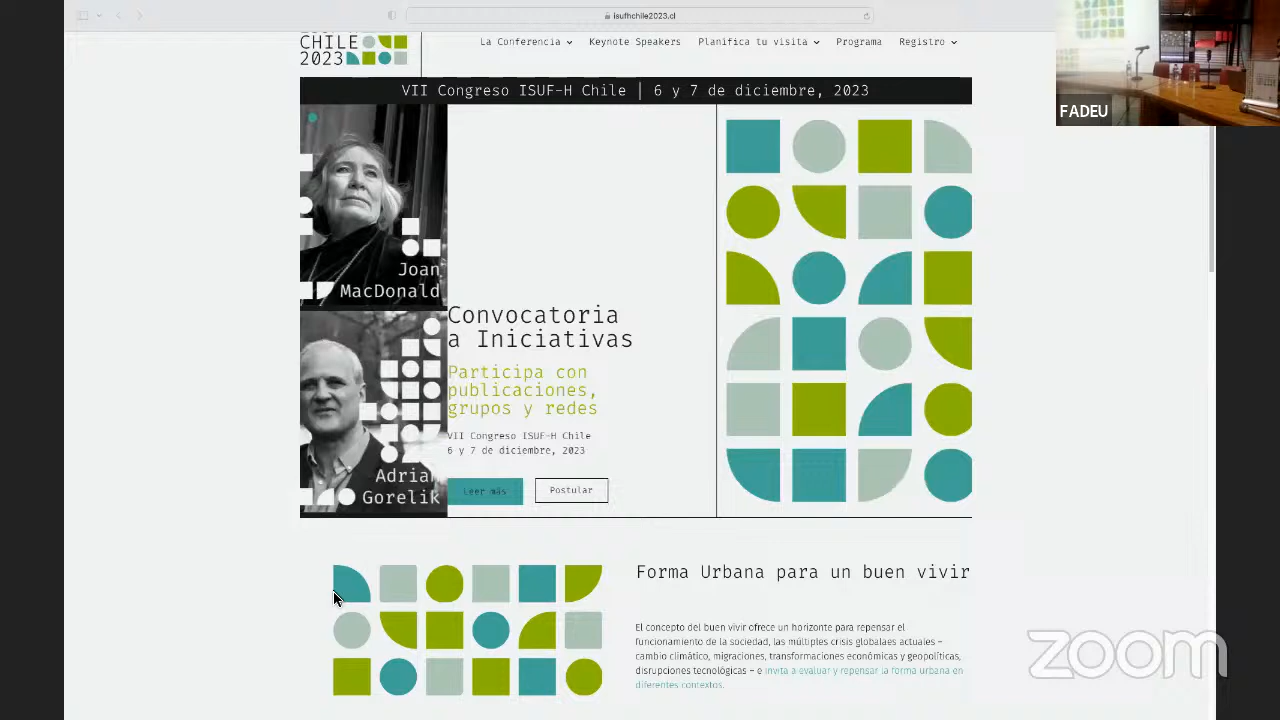 isufhchile2023.cl
CHILE
2023
La Conferencia
Keynote Speakers
Planifica tu visita
Programa
Registro
FADEU
VII Congreso ISUF-H Chile | 6 y 7 de diciembre, 2023
Joan
MacDonald
Adrian
Gorelik
Convocatoria
a Iniciativas
Participa con
publicaciones,
grupos y redes
VII Congreso ISUF-H Chile
6 y 7 de diciembre, 2023
Leer más
Postular
Forma Urbana para un buen vivir
El concepto del buen vivir ofrece un horizonte para repensar el
funcionamiento de la sociedad, las múltiples crisis globalaes actuales –
cambio climático, migraciones, transformaciones económicas y geopolíticas,
disrupciones tecnológicas – e invita a evaluar y repensar la forma urbana en
diferentes contextos.
zoom